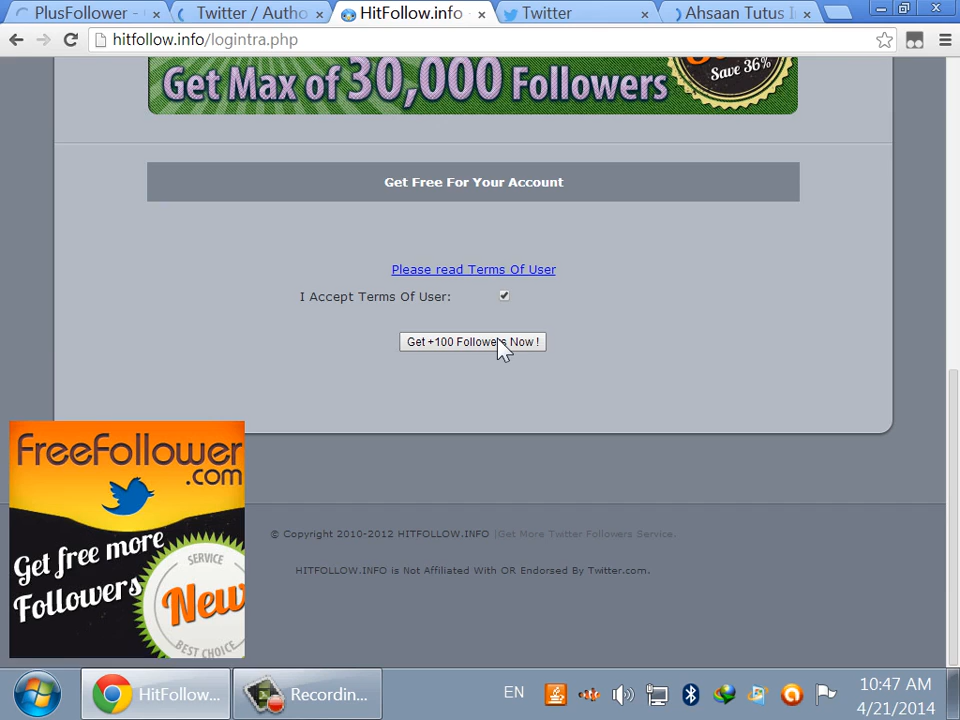 PlusFollower -
Twitter / Autho
HitFollow.info
Twitter
Ahsaan Tutus I
hitfollow.info/logintra.php
Get Max of 30,000 Followers
Save 36%
Get Free For Your Account
Please read Terms Of User
I Accept Terms Of User:
Get +100 Followers Now !
FreeFollower
.com
Get free more
Followers
SERVICE
New
BEST CHOICE
© Copyright 2010-2012 HITFOLLOW.INFO |Get More Twitter Followers Service.
HITFOLLOW.INFO is Not Affiliated With OR Endorsed By Twitter.com.
HitFollow...
Recordin...
EN
10:47 AM
4/21/2014